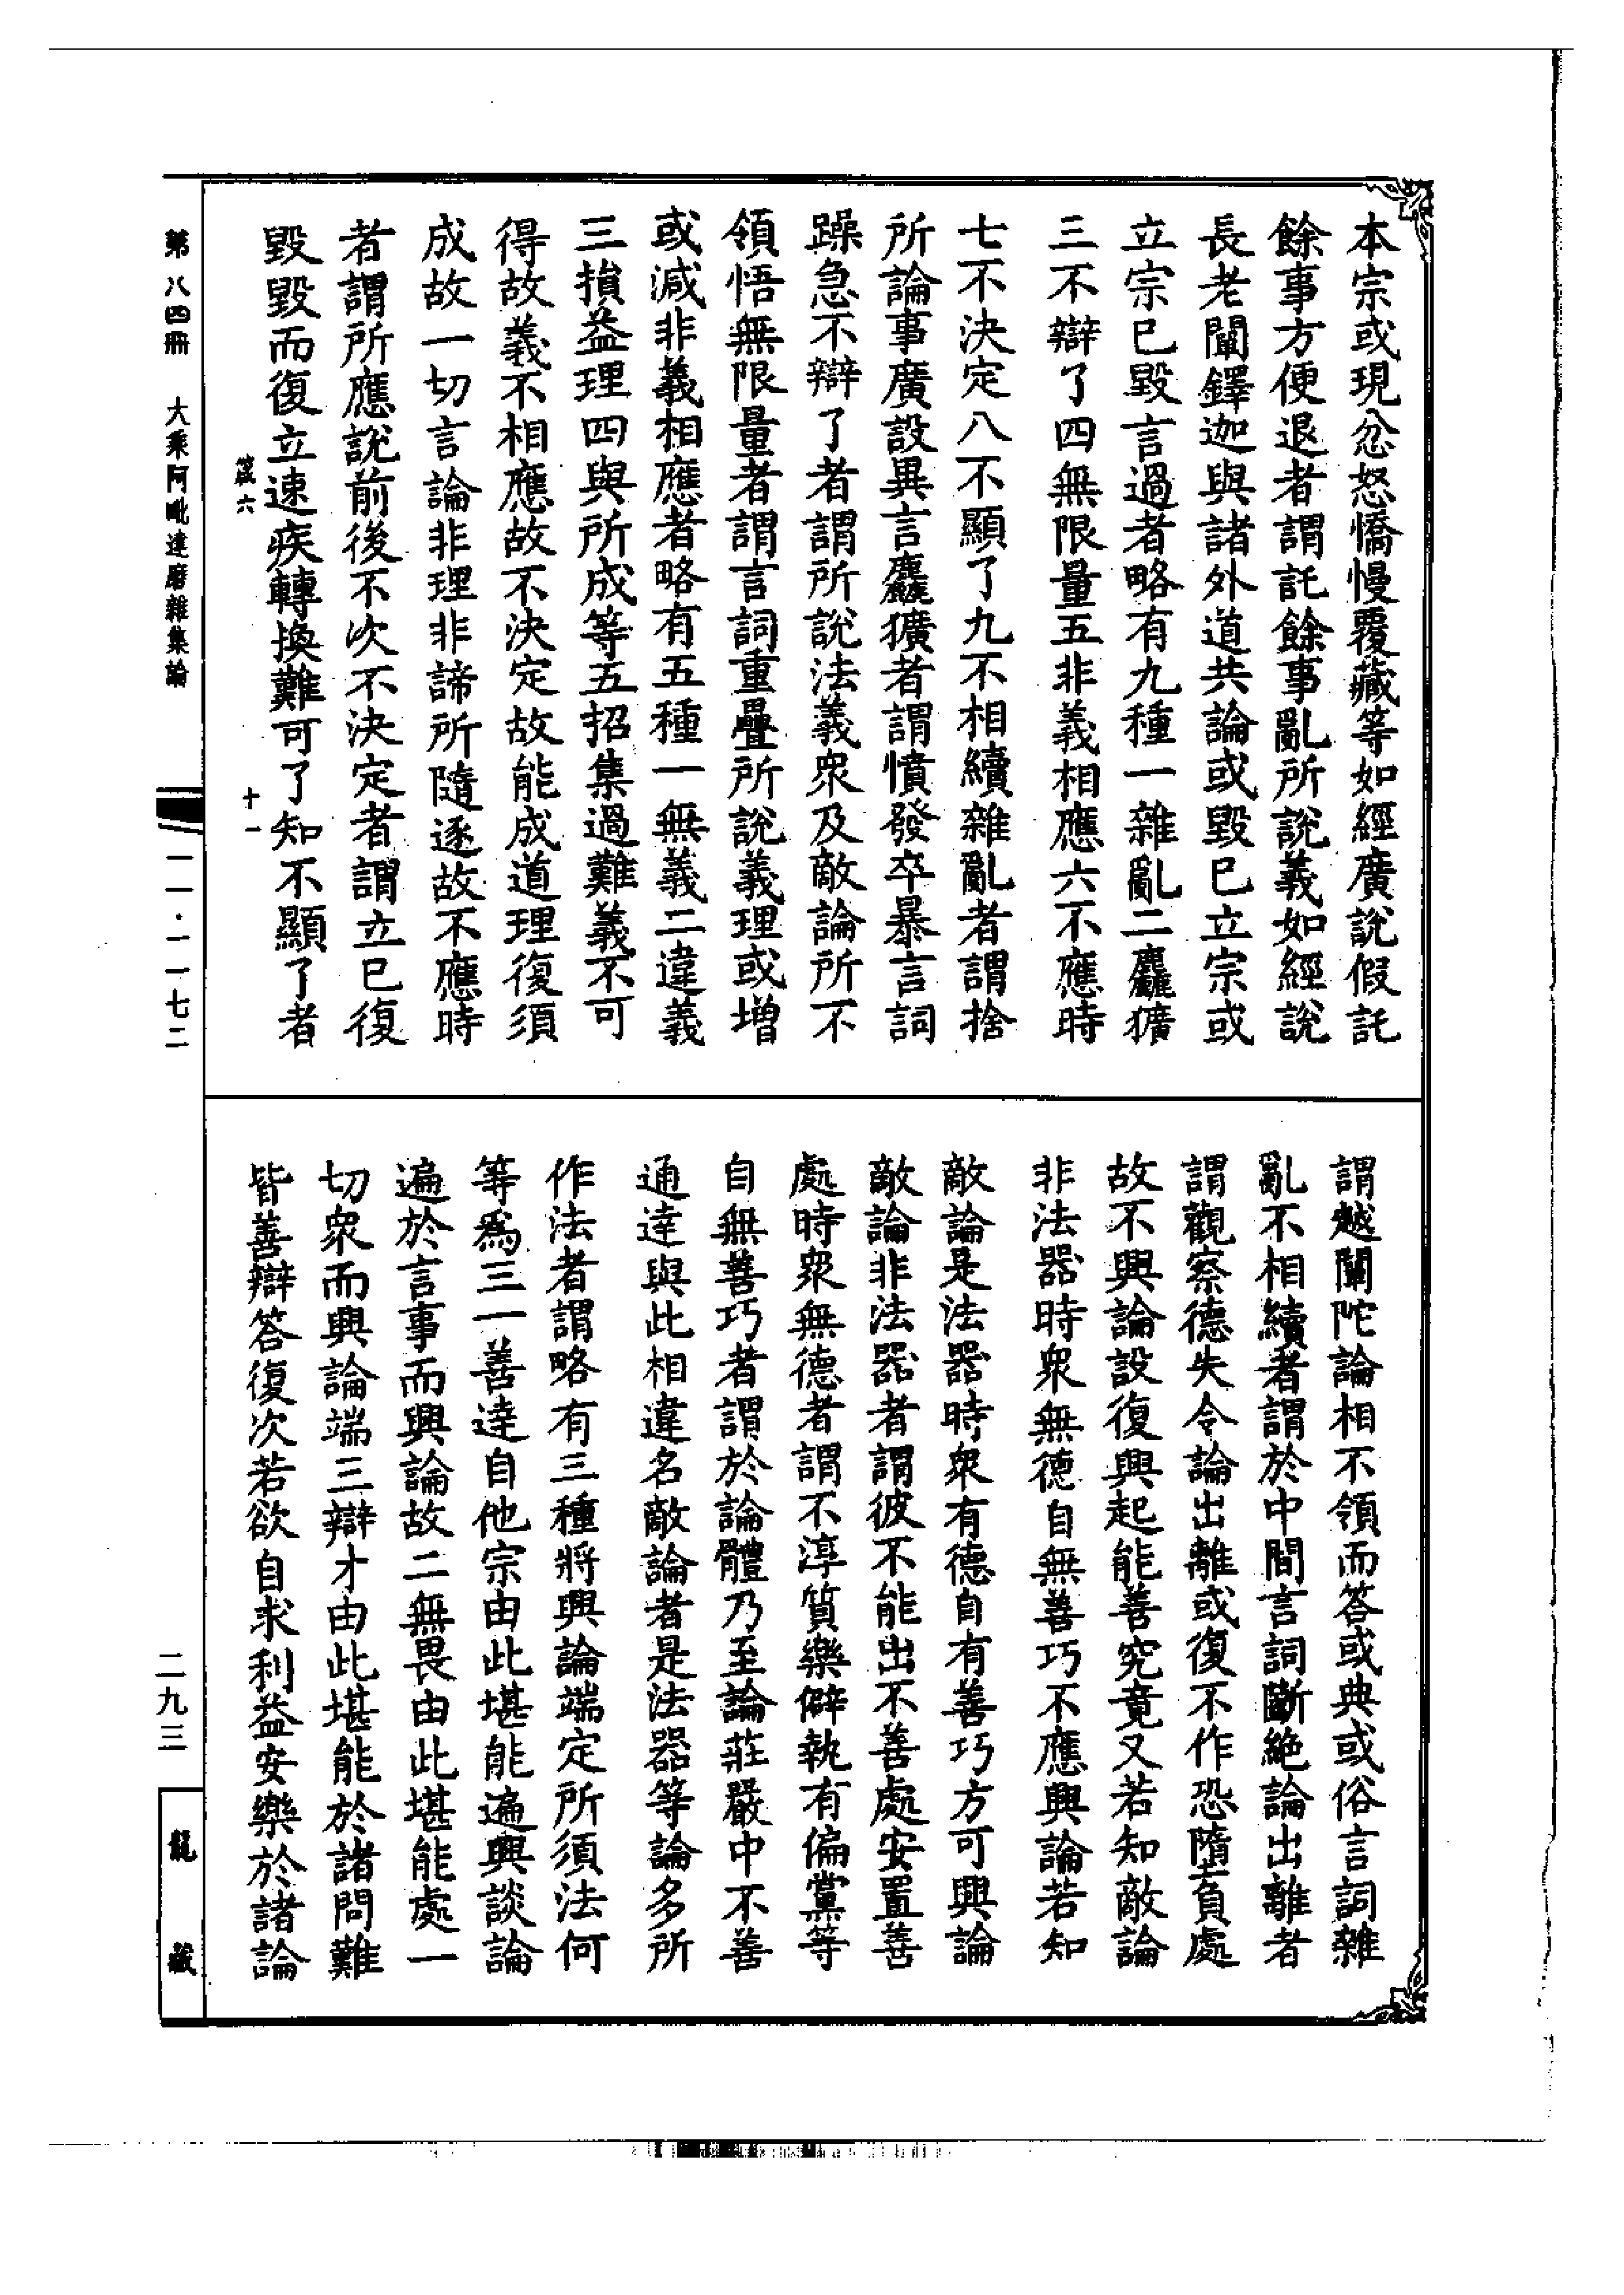 本宗或現忿怒憍慢覆藏等如經廣說假託
餘事方便退者謂託餘事亂所說義如經說
長老闡鐸迦與諸外道共論或毀已立宗或
立宗已毀言過者略有九種一雜亂二麤獷
三不辯了四無限量五非義相應六不應時
七不決定八不顯了九不相續雜亂者謂捨
所論事廣設異言麤獷者謂憤發卒暴言詞
躁急不辯了者謂所說法義衆及敵論所不
領悟無限量者謂言詞重疊所說義理或增
或減非義相應者略有五種一無義二違義
三損益理四與所成等五招集過難義不可
得故義不相應故不決定故能成道理復須
成故一切言論非理非諦所隨逐故不應時
者謂所應說前後不次不決定者謂立已復
毀毀而復立速疾轉換難可了知不顯了者
謂越闡陀論相不領而答或典或俗言詞雜
亂不相續者謂於中間言詞斷絶論出離者
謂觀察德失令論出離或復不作恐墮負處
故不興論設復興起能善究竟又若知敵論
非法器時衆無德自無善巧不應興論若知
敵論是法器時衆有德自有善巧方可興論
敵論非法器者謂彼不能出不善處安置善
處時衆無德者謂不淳質樂僻執有偏黨等
自無善巧者謂於論體乃至論莊嚴中不善
通達與此相違名敵論者是法器等論多所
作法者謂略有三種將興論端定所須法何
等爲三一善達自他宗由此堪能遍興談論
遍於言事而興論故二無畏由此堪能處一
切衆而興論端三辯才由此堪能於諸問難
皆善辯答復次若欲自求利益安樂於諸論
篋六
十一
第八四冊
大乘阿毗達磨雜集論
一一·一一七二
二九三
龍藏